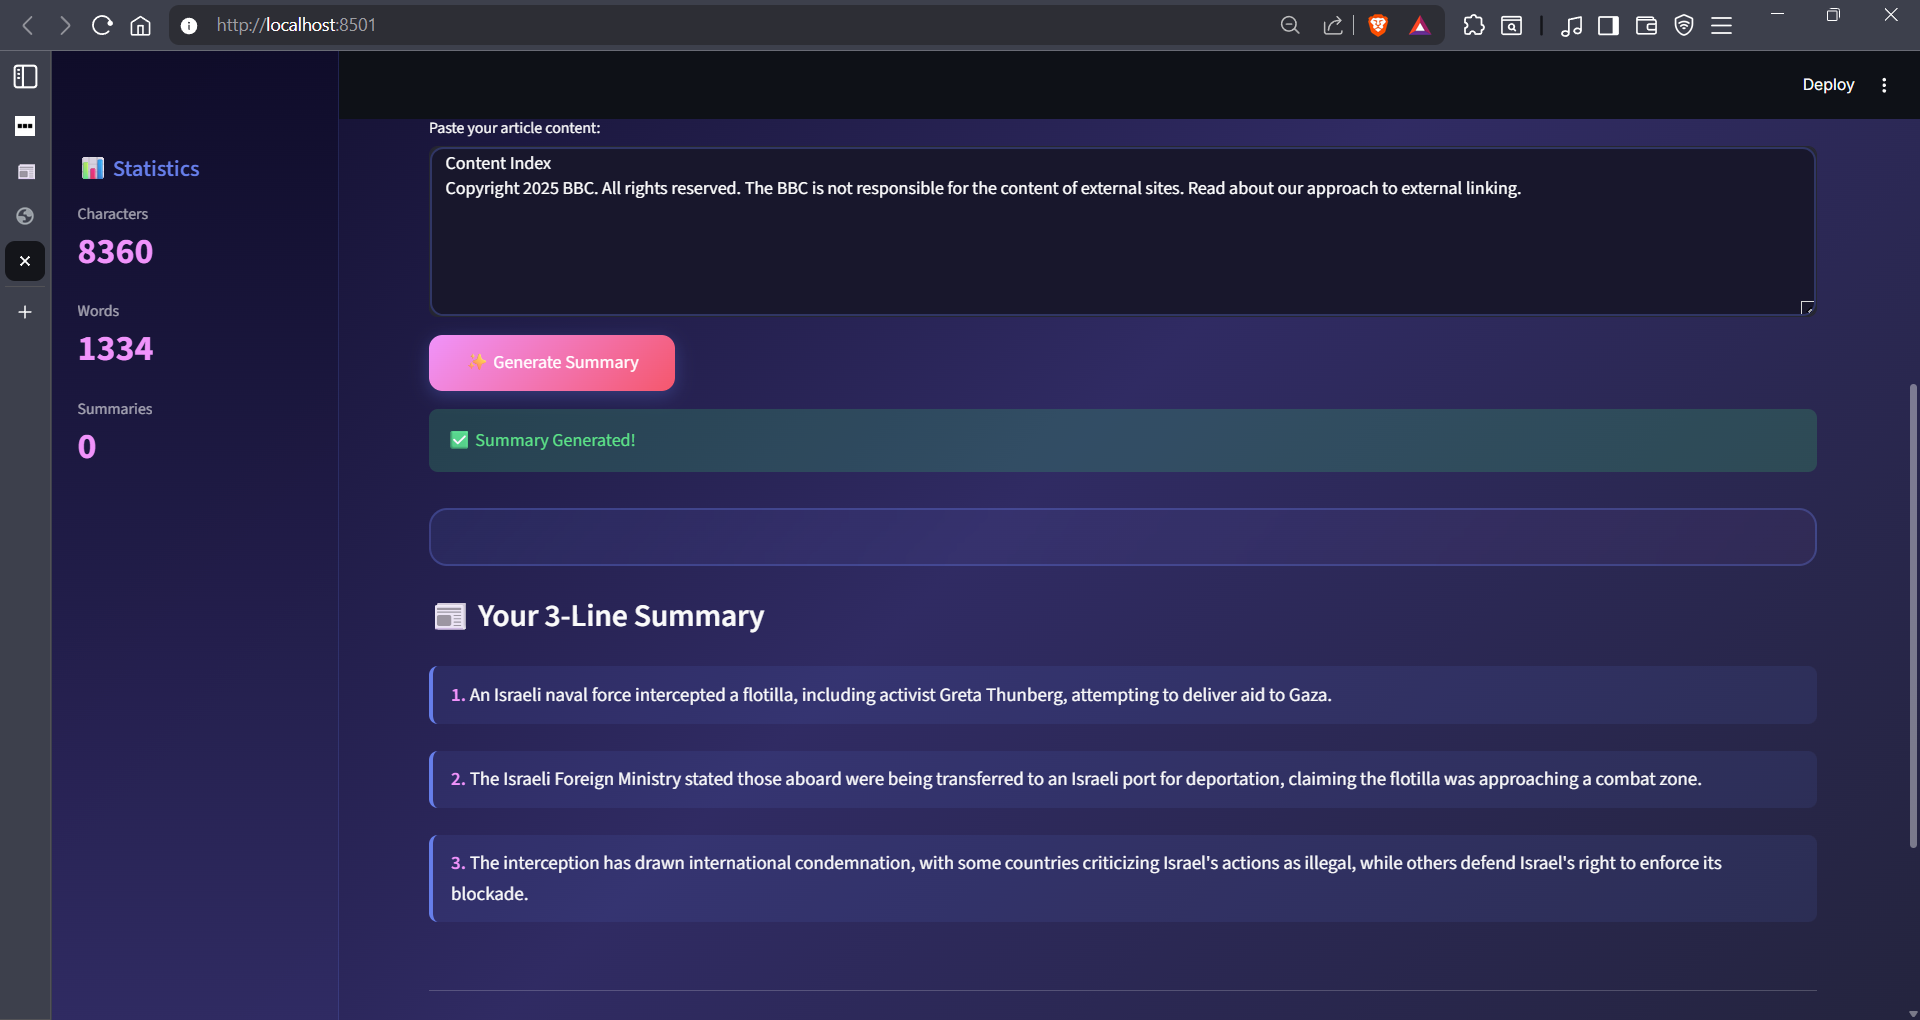 http://localhost:8501
Deploy
Statistics
Characters
8360
Words
1334
Summaries
0
Paste your article content:
Content Index
Copyright 2025 BBC. All rights reserved. The BBC is not responsible for the content of external sites. Read about our approach to external linking.
✨ Generate Summary
✅ Summary Generated!
Your 3-Line Summary
1. An Israeli naval force intercepted a flotilla, including activist Greta Thunberg, attempting to deliver aid to Gaza.
2. The Israeli Foreign Ministry stated those aboard were being transferred to an Israeli port for deportation, claiming the flotilla was approaching a combat zone.
3. The interception has drawn international condemnation, with some countries criticizing Israel's actions as illegal, while others defend Israel's right to enforce its
blockade.